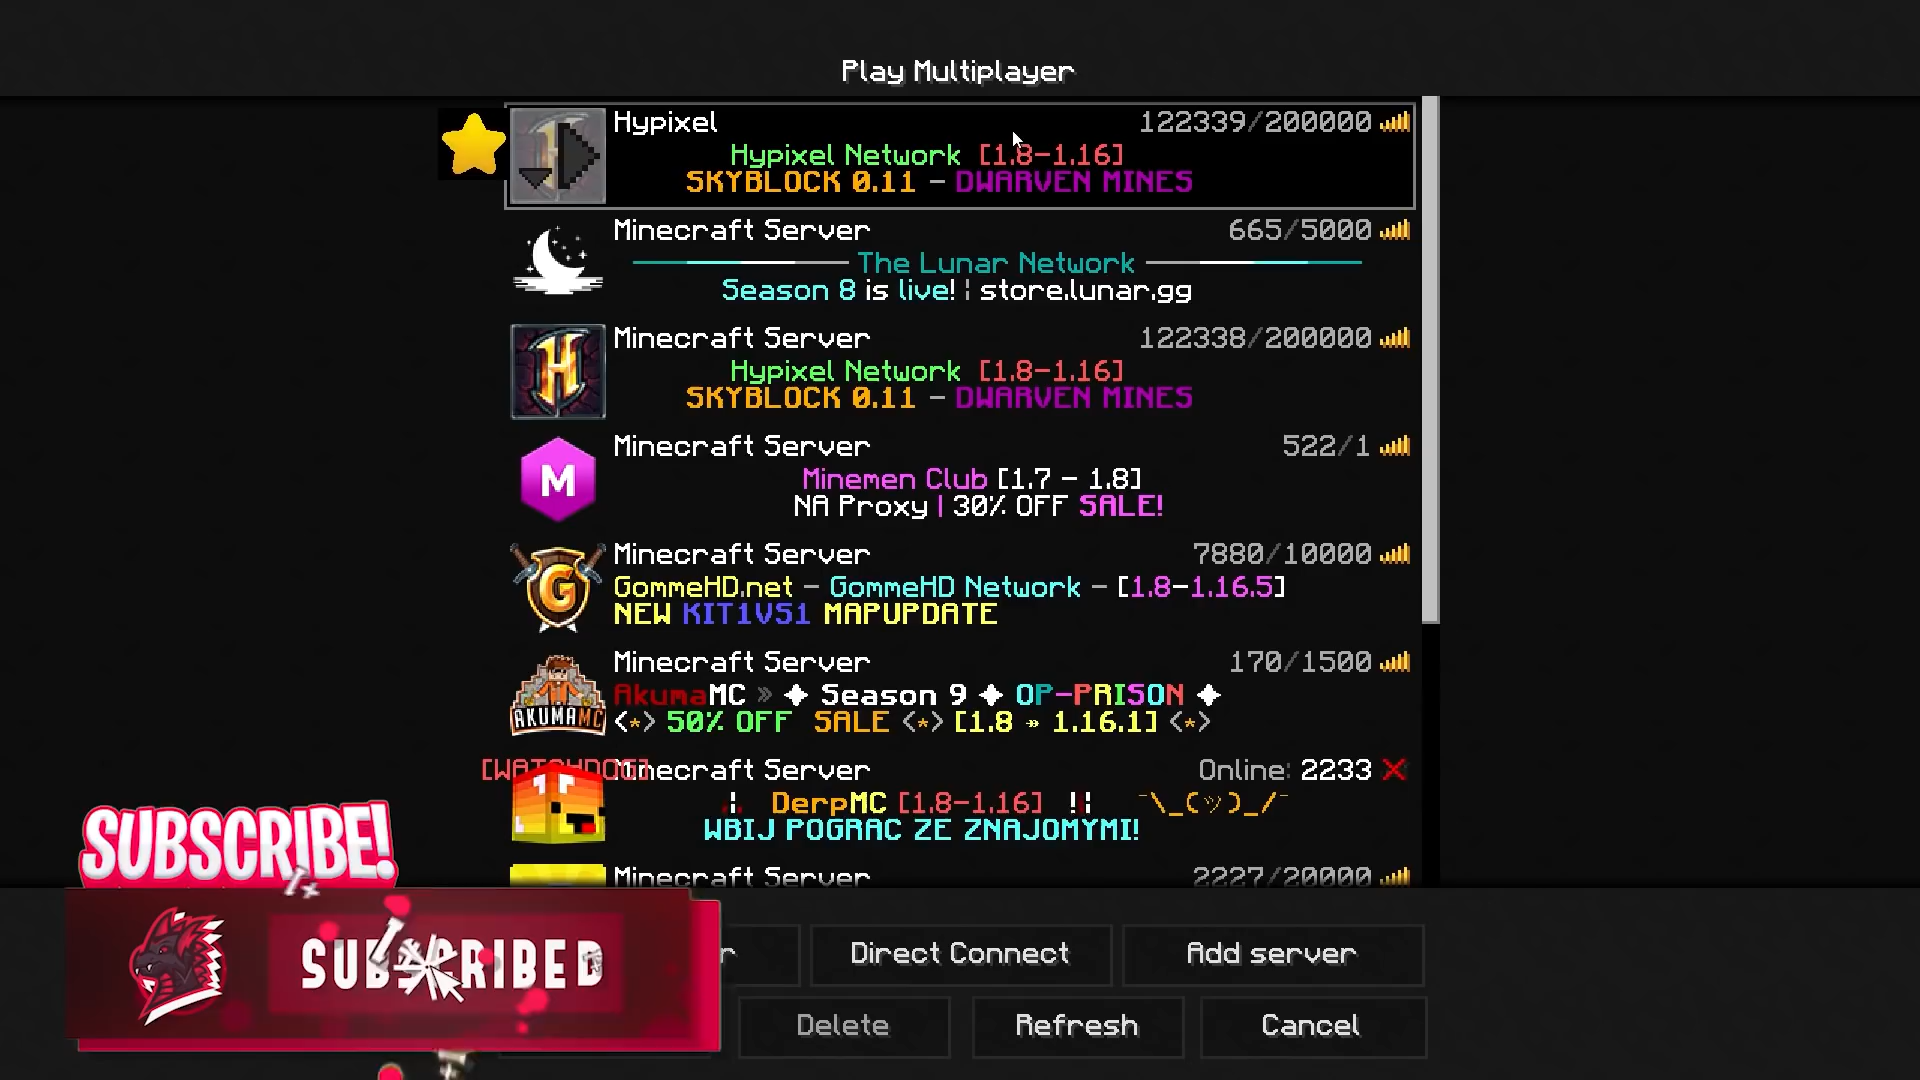 Play Multiplayer
Hypixel 122339/200000
Hypixel Network [1.8-1.16]
SKYBLOCK 0.11 - DWARVEN MINES
Minecraft Server 665/5000
The Lunar Network
Season 8 is live! | store.lunar.gg
Minecraft Server 122338/200000
H
Hypixel Network [1.8-1.16]
SKYBLOCK 0.11 - DWARVEN MINES
Minecraft Server 522/1
M
Minemen Club [1.7 - 1.8]
NA Proxy | 30% OFF SALE!
Minecraft Server 7880/10000
G
GommeHD.net - GommeHD Network - [1.8-1.16.5]
NEW KIT1VS1 MAPUPDATE
Minecraft Server 170/1500
AkumaMC » ✦ Season 9 ✦ OP-PRISON ✦
AKUMAMC
<*> 50% OFF SALE <*> [1.8 » 1.16.1] <*>
[WATCHDOG] Minecraft Server Online: 2233
DerpMC [1.8-1.16] ¯\_(ツ)_/¯
WBIJ POGRAC ZE ZNAJOMYMI!
Minecraft Server 2227/20000
SUBSCRIBE!
SUBSCRIBED
Direct Connect
Add server
Delete
Refresh
Cancel